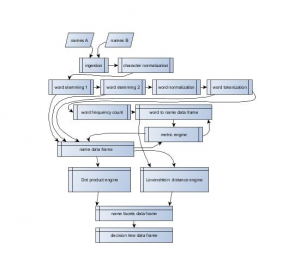 names A
names B
ingestion
character normalization
word stemming 1
word stemming 2
word normalization
word tokenization
word frequency count
word to name data frame
metric engine
name data frame
Dot product engine
Levenshtein distance engine
name facets data frame
decision tree data frame